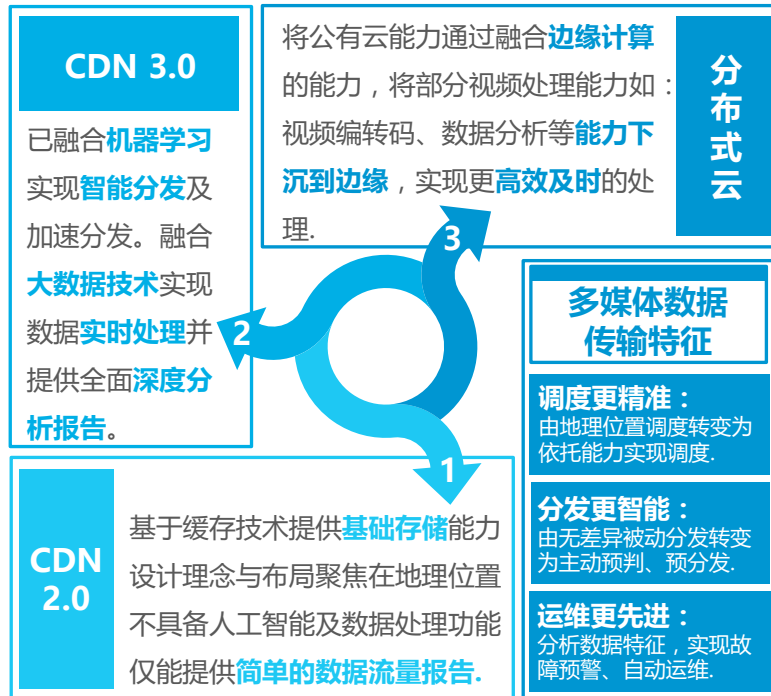 CDN 3.0
已融合机器学习
实现智能分发及
加速分发。融合
大数据技术实现
数据实时处理并
提供全面深度分
析报告。
将公有云能力通过融合边缘计算
的能力，将部分视频处理能力如：
视频编转码、数据分析等能力下
沉到边缘，实现更高效及时的处
理.
分布式云
3
2
1
CDN
2.0
基于缓存技术提供基础存储能力
设计理念与布局聚焦在地理位置
不具备人工智能及数据处理功能
仅能提供简单的数据流量报告.
多媒体数据
传输特征
调度更精准：
由地理位置调度转变为
依托能力实现调度.
分发更智能：
由无差异被动分发转变
为主动预判、预分发.
运维更先进：
分析数据特征，实现故
障预警、自动运维.